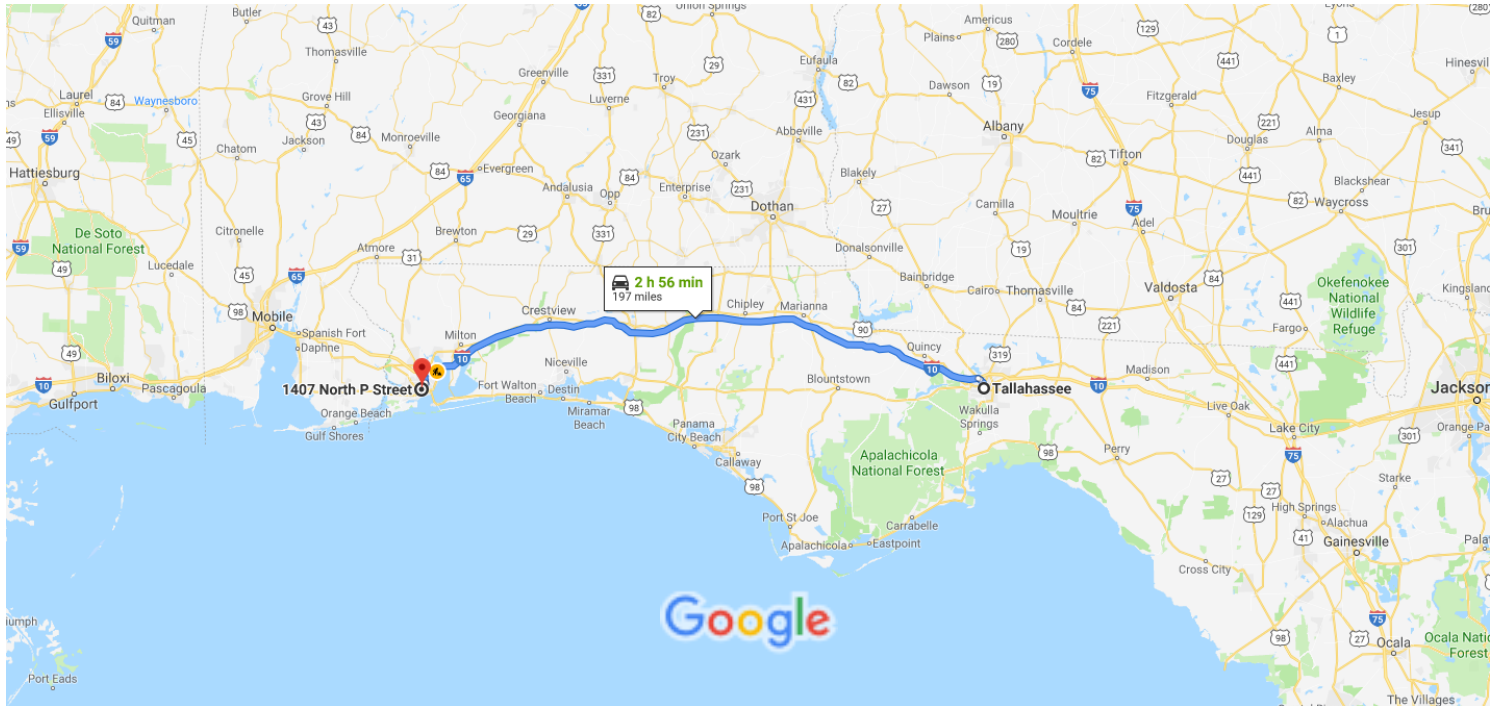 Quitman
Butler
Union Springs
Americus
Plains
Cordele
Thomasville
Greenville
Troy
Eufaula
Dawson
Baxley
Hinesvil
Laurel
Ellisville
Waynesboro
Grove Hill
Luverne
Fitzgerald
Georgiana
Jackson
Monroeville
Abbeville
Albany
Douglas
Alma
Jesup
Chatom
Ozark
Tifton
Hattiesburg
Evergreen
Andalusia
Opp
Enterprise
Blakely
Blackshear
Waycross
De Soto
National Forest
Citronelle
Brewton
Dothan
Camilla
Moultrie
Adel
Atmore
Donalsonville
Lucedale
Bainbridge
Cairo
Thomasville
Valdosta
Okefenokee
National
Wildlife
Refuge
Kingsland
2 h 56 min
197 miles
Mobile
Spanish Fort
Daphne
Crestview
Chipley
Marianna
Milton
Quincy
Fargo
Biloxi
Pascagoula
Gulfport
1407 North P Street
Niceville
Fort Walton
Beach
Destin
Miramar
Beach
Blountstown
Tallahassee
Madison
Jackson
Orange Beach
Gulf Shores
Panama
City Beach
Callaway
Wakulla
Springs
Live Oak
Lake City
Orange Pa
Apalachicola
National Forest
Perry
Starke
Port St Joe
Carrabelle
Apalachicola
Eastpoint
High Springs
Alachua
Gainesville
Palat
Cross City
Google
Ocala
Ocala Natio
Forest
riumph
Port Eads
The Villages